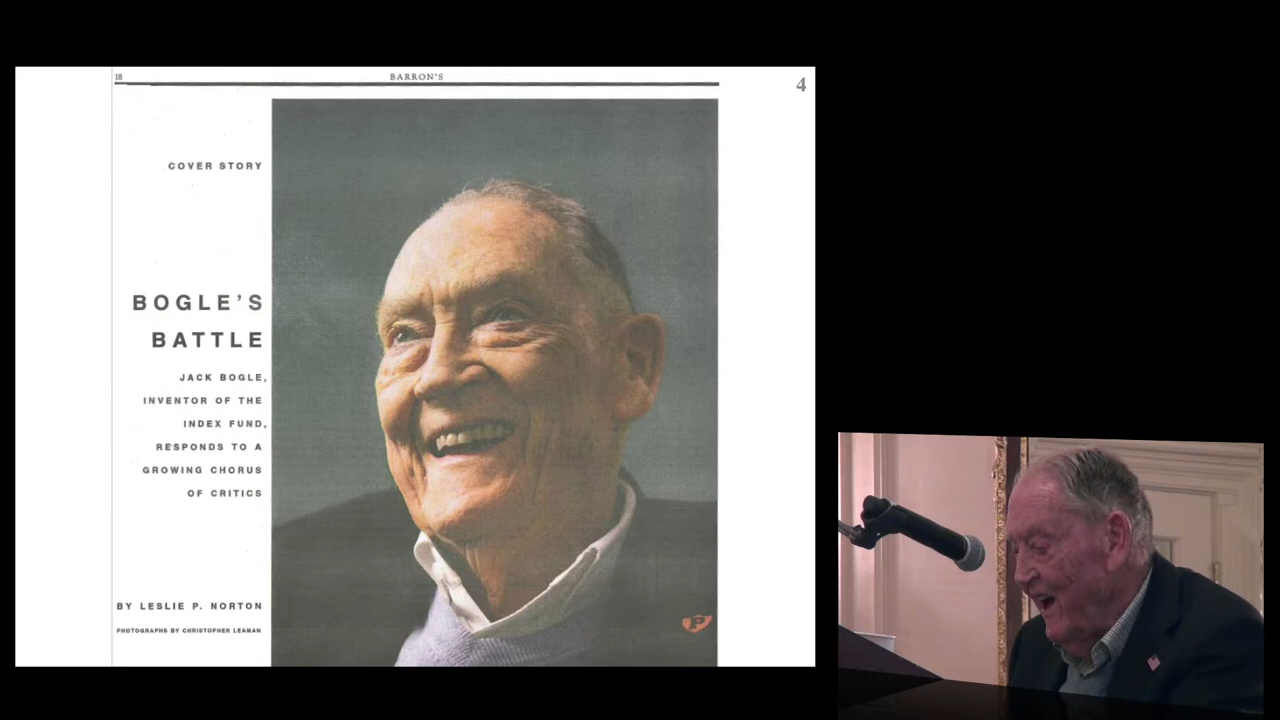 18
BARRON'S
4
COVER STORY
BOGLE'S
BATTLE
JACK BOGLE,
INVENTOR OF THE
INDEX FUND,
RESPONDS TO A
GROWING CHORUS
OF CRITICS
BY LESLIE P. NORTON
PHOTOGRAPHS BY CHRISTOPHER LEAMAN
P